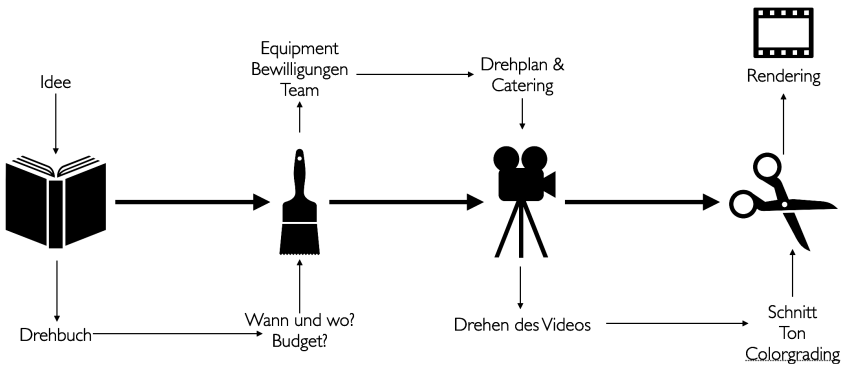 Idee
Drehbuch
Wann und wo?
Budget?
Equipment
Bewilligungen
Team
Drehplan &
Catering
Drehen des Videos
Schnitt
Ton
Colorgrading
Rendering